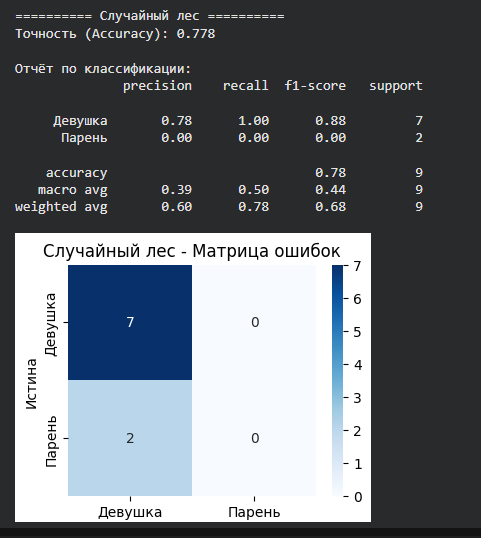 ========== Случайный лес ==========
Точность (Accuracy): 0.778
Отчёт по классификации:
precision recall f1-score support
Девушка 0.78 1.00 0.88 7
Парень 0.00 0.00 0.00 2
accuracy 0.78 9
macro avg 0.39 0.50 0.44 9
weighted avg 0.60 0.78 0.68 9
Случайный лес - Матрица ошибок
Истина
Девушка
Парень
7 0
2 0
Девушка Парень
7
6
5
4
3
2
1
0